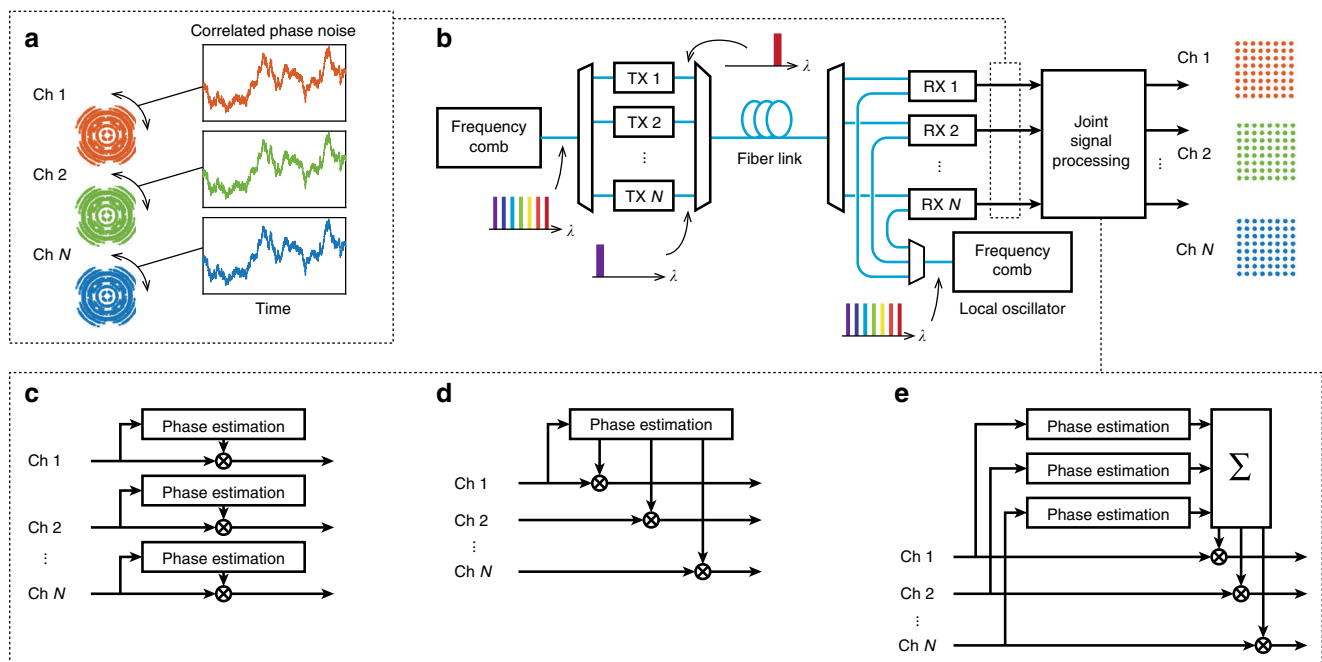 a
Correlated phase noise
Ch 1
Ch 2
Ch N
Time
b
Frequency
comb
λ
TX 1
TX 2
⋮
TX N
λ
λ
Fiber link
RX 1
RX 2
⋮
RX N
Frequency
comb
Local oscillator
λ
Joint
signal
processing
Ch 1
Ch 2
⋮
Ch N
c
Phase estimation
Ch 1
Phase estimation
Ch 2
⋮
Phase estimation
Ch N
d
Phase estimation
Ch 1
Ch 2
⋮
Ch N
e
Phase estimation
Phase estimation
Phase estimation
Σ
Ch 1
Ch 2
⋮
Ch N